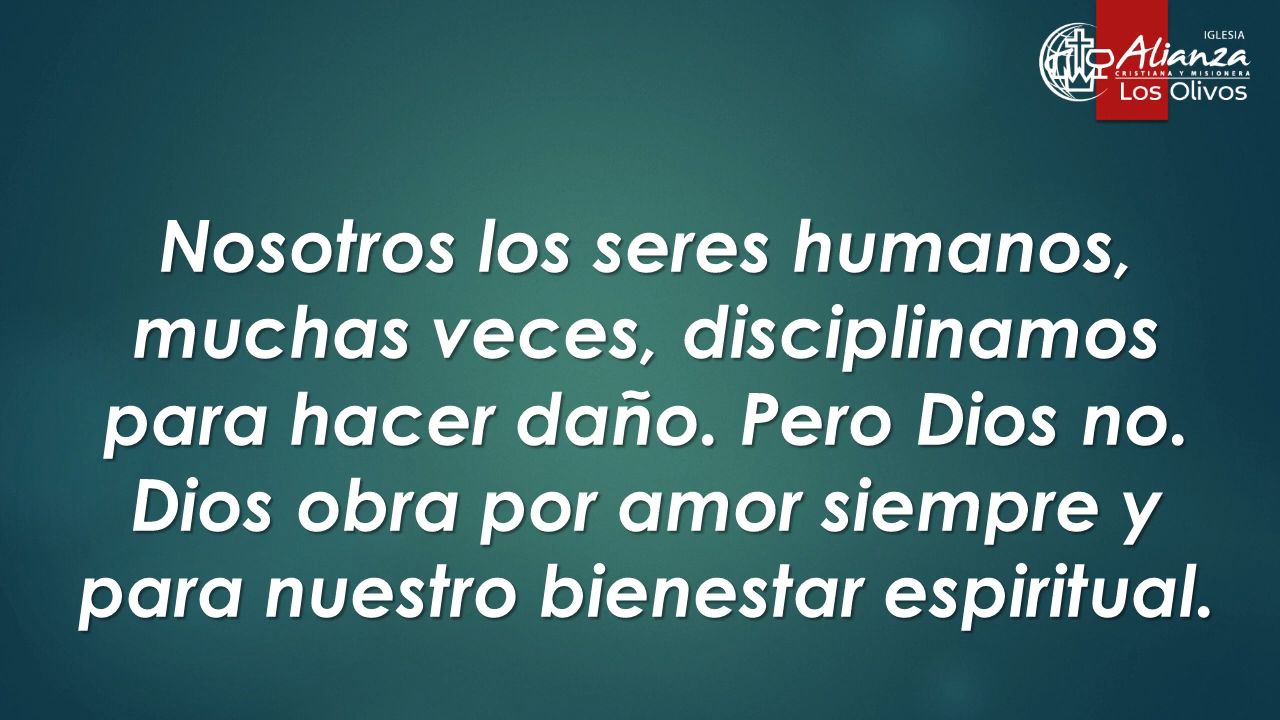 IGLESIA
Alianza
CRISTIANA Y MISIONERA
Los Olivos
Nosotros los seres humanos,
muchas veces, disciplinamos
para hacer daño. Pero Dios no.
Dios obra por amor siempre y
para nuestro bienestar espiritual.